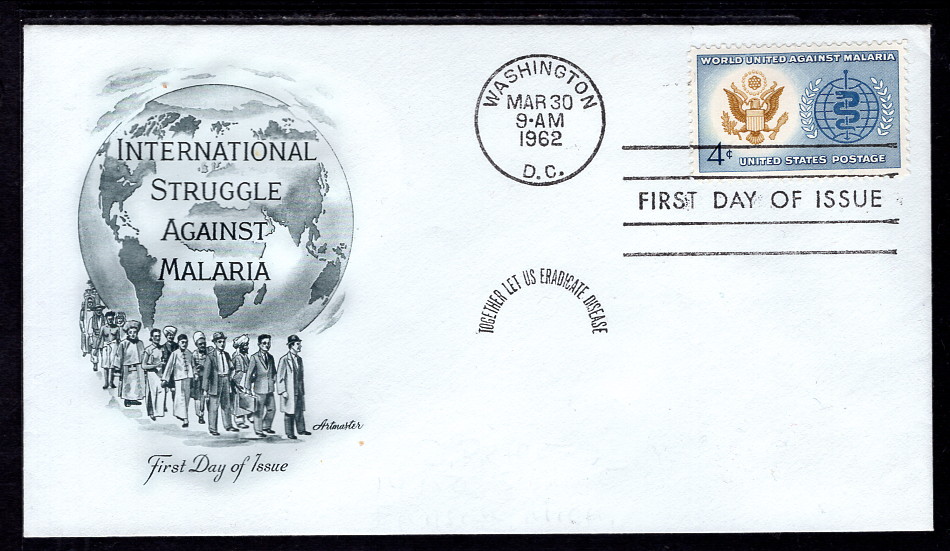 INTERNATIONAL
STRUGGLE
AGAINST
MALARIA
Artmaster
First Day of Issue
WASHINGTON
MAR 30
9-AM
1962
D.C.
WORLD UNITED AGAINST MALARIA
4¢
UNITED STATES POSTAGE
FIRST DAY OF ISSUE
TOGETHER LET US ERADICATE DISEASE